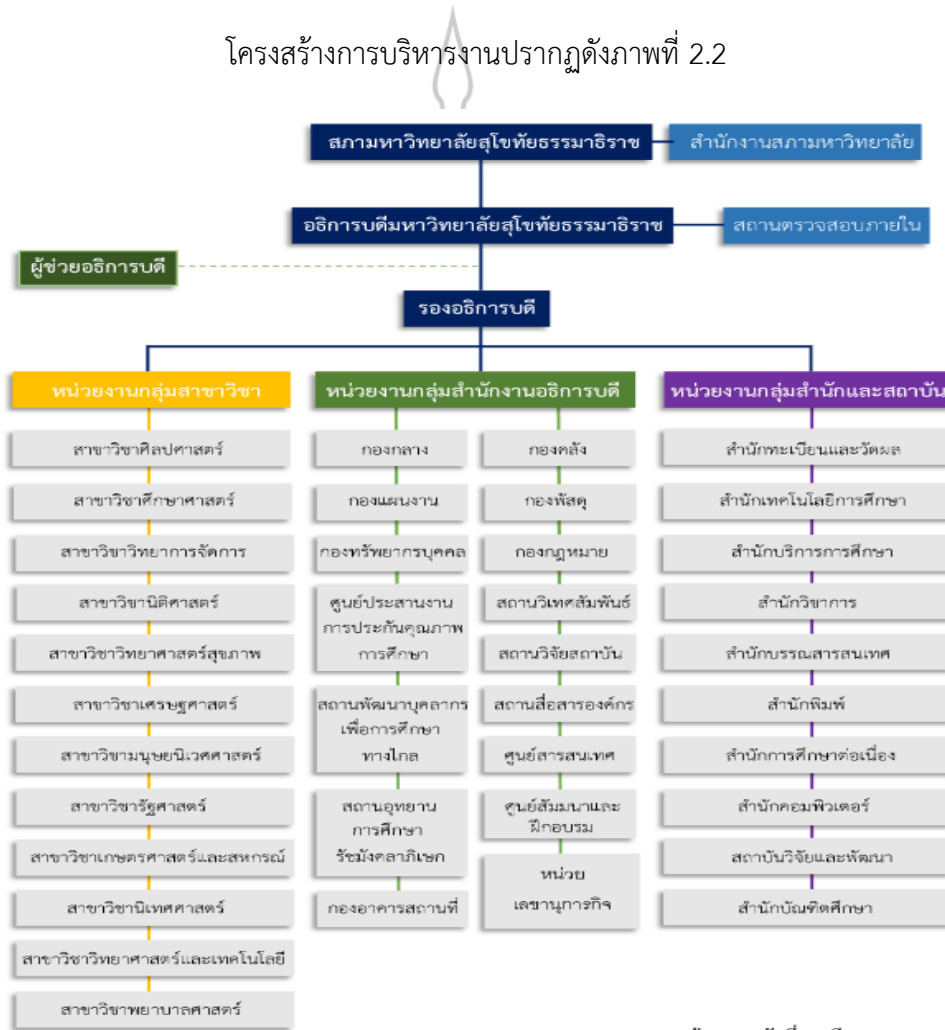 โครงสร้างการบริหารงานปรากฏดังภาพที่ 2.2
สภามหาวิทยาลัยสุโขทัยธรรมาธิราช
สำนักงานสภามหาวิทยาลัย
อธิการบดีมหาวิทยาลัยสุโขทัยธรรมาธิราช
สถานตรวจสอบภายใน
ผู้ช่วยอธิการบดี
รองอธิการบดี
หน่วยงานกลุ่มสาขาวิชา
สาขาวิชาศิลปศาสตร์
สาขาวิชาศึกษาศาสตร์
สาขาวิชาวิทยาการจัดการ
สาขาวิชานิติศาสตร์
สาขาวิชาวิทยาศาสตร์สุขภาพ
สาขาวิชาเศรษฐศาสตร์
สาขาวิชามนุษยนิเวศศาสตร์
สาขาวิชารัฐศาสตร์
สาขาวิชาเกษตรศาสตร์และสหกรณ์
สาขาวิชานิเทศศาสตร์
สาขาวิชาวิทยาศาสตร์และเทคโนโลยี
สาขาวิชาพยาบาลศาสตร์
หน่วยงานกลุ่มสำนักงานอธิการบดี
กองกลาง
กองแผนงาน
กองทรัพยากรบุคคล
ศูนย์ประสานงาน
การประกันคุณภาพ
การศึกษา
สถานพัฒนาบุคลากร
เพื่อการศึกษา
ทางไกล
สถานอุทยาน
การศึกษา
รัชมังคลาภิเษก
กองอาคารสถานที่
กองคลัง
กองพัสดุ
กองกฎหมาย
สถานวิเทศสัมพันธ์
สถานวิจัยสถาบัน
สถานสื่อสารองค์กร
ศูนย์สารสนเทศ
ศูนย์สัมมนาและ
ฝึกอบรม
หน่วย
เลขานุการกิจ
หน่วยงานกลุ่มสำนักและสถาบัน
สำนักทะเบียนและวัดผล
สำนักเทคโนโลยีการศึกษา
สำนักบริการการศึกษา
สำนักวิชาการ
สำนักบรรณสารสนเทศ
สำนักพิมพ์
สำนักการศึกษาต่อเนื่อง
สำนักคอมพิวเตอร์
สถาบันวิจัยและพัฒนา
สำนักบัณฑิตศึกษา